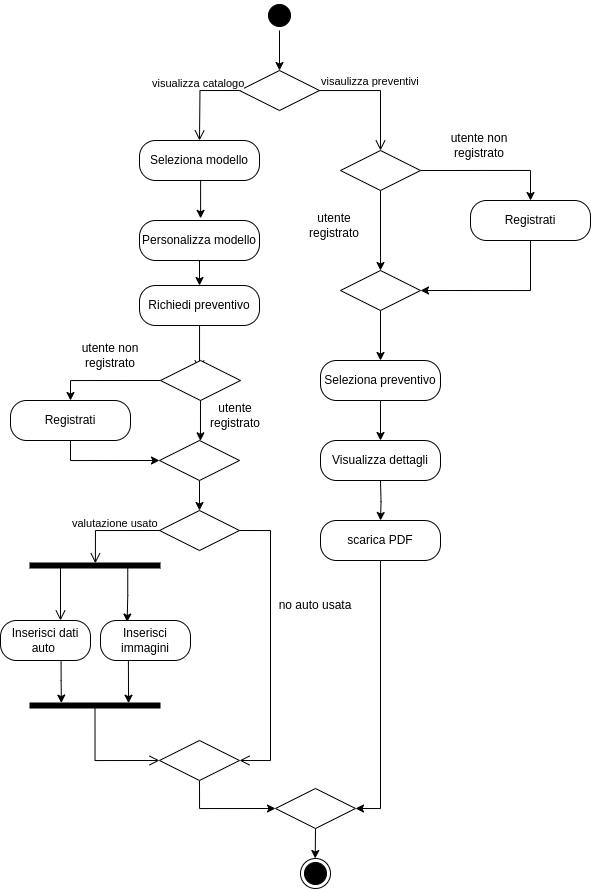 visualizza catalogo
visaulizza preventivi
Seleziona modello
utente non
registrato
Personalizza modello
utente
registrato
Registrati
Richiedi preventivo
utente non
registrato
Seleziona preventivo
Registrati
utente
registrato
Visualizza dettagli
valutazione usato
scarica PDF
no auto usata
Inserisci dati
auto
Inserisci
immagini